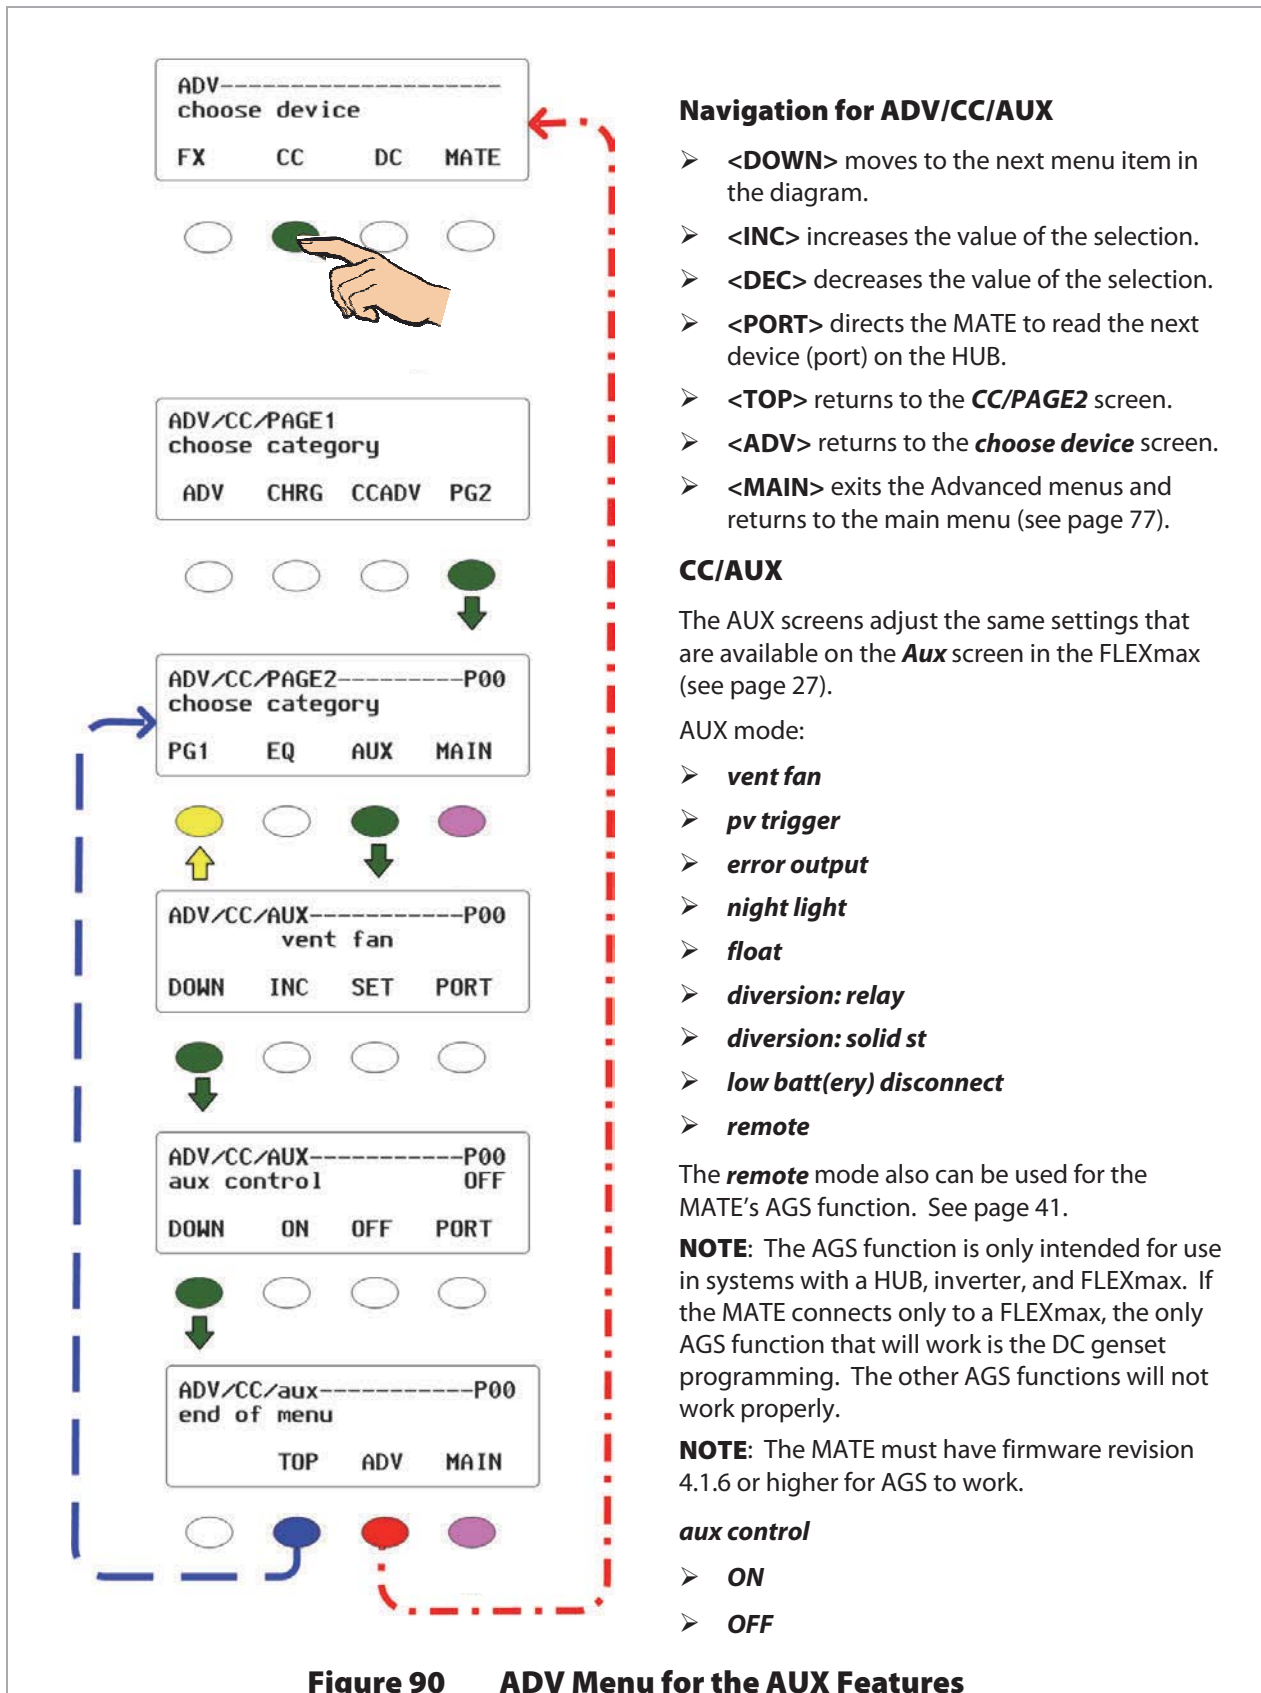 ADV---------------------
choose device
FX CC DC MATE
ADV/CC/PAGE1
choose category
ADV CHRG CCADV PG2
ADV/CC/PAGE2-----------P00
choose category
PG1 EQ AUX MAIN
ADV/CC/AUX-------------P00
vent fan
DOWN INC SET PORT
ADV/CC/AUX-------------P00
aux control OFF
DOWN ON OFF PORT
ADV/CC/aux-------------P00
end of menu
TOP ADV MAIN
Navigation for ADV/CC/AUX
➢ <DOWN> moves to the next menu item in
the diagram.
➢ <INC> increases the value of the selection.
➢ <DEC> decreases the value of the selection.
➢ <PORT> directs the MATE to read the next
device (port) on the HUB.
➢ <TOP> returns to the CC/PAGE2 screen.
➢ <ADV> returns to the choose device screen.
➢ <MAIN> exits the Advanced menus and
returns to the main menu (see page 77).
CC/AUX
The AUX screens adjust the same settings that
are available on the Aux screen in the FLEXmax
(see page 27).
AUX mode:
➢ vent fan
➢ pv trigger
➢ error output
➢ night light
➢ float
➢ diversion: relay
➢ diversion: solid st
➢ low batt(ery) disconnect
➢ remote
The remote mode also can be used for the
MATE's AGS function. See page 41.
NOTE: The AGS function is only intended for use
in systems with a HUB, inverter, and FLEXmax. If
the MATE connects only to a FLEXmax, the only
AGS function that will work is the DC genset
programming. The other AGS functions will not
work properly.
NOTE: The MATE must have firmware revision
4.1.6 or higher for AGS to work.
aux control
➢ ON
➢ OFF
Figure 90 ADV Menu for the AUX Features